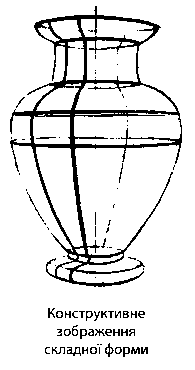 Конструктивне
зображення
складної форми